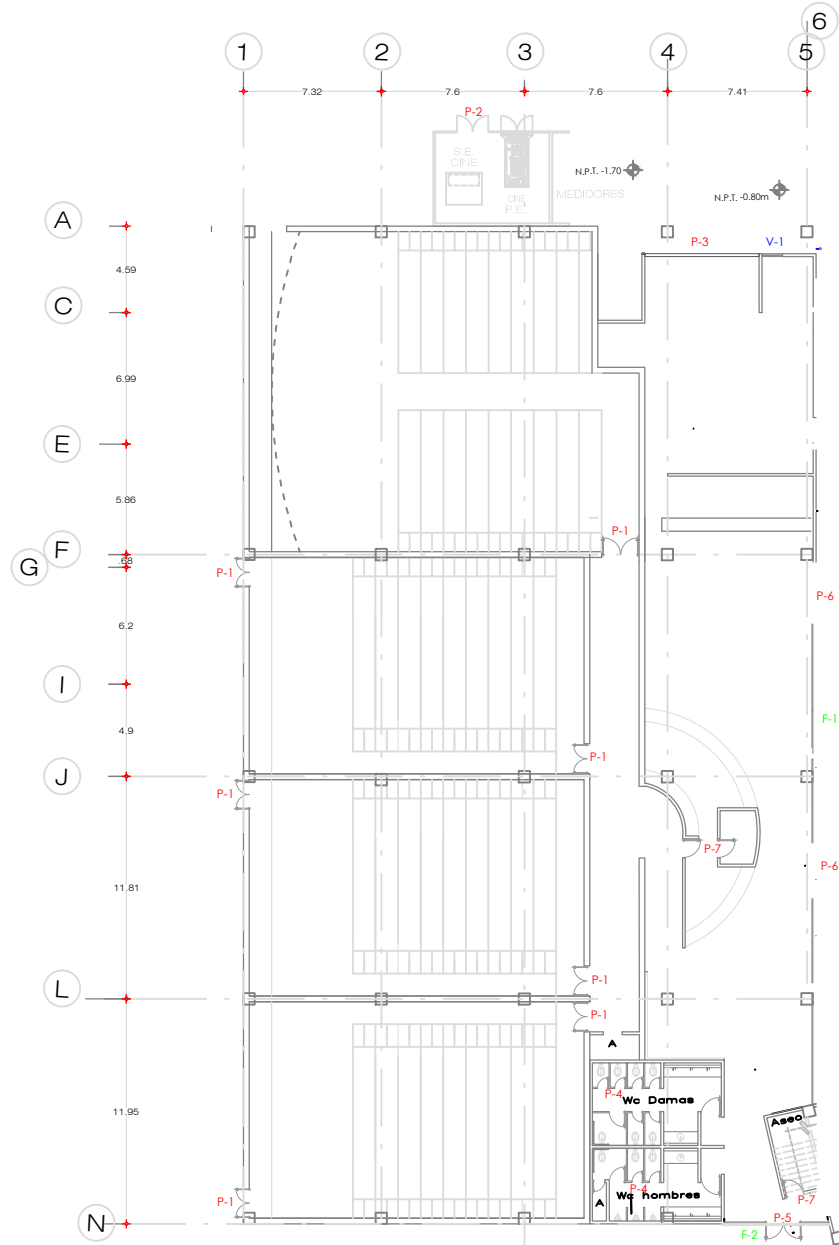 6
1 2 3 4 5
7.32 7.6 7.6 7.41
P-2
S.E.
CINE
CINE
P.E.
MEDIDORES
N.P.T. -1.70
N.P.T. -0.80m
A
P-3 V-1
4.59
C
6.99
E
5.86
P-1
F
.68
G
P-1
P-6
6.2
I
F-1
4.9
P-1
J
P-1
P-7
P-6
11.81
P-1
L
P-1
A
P-4
Wc Damas
11.95
Aseo
P-4
Wc hombres
P-1
A
P-7
N
P-5
F-2